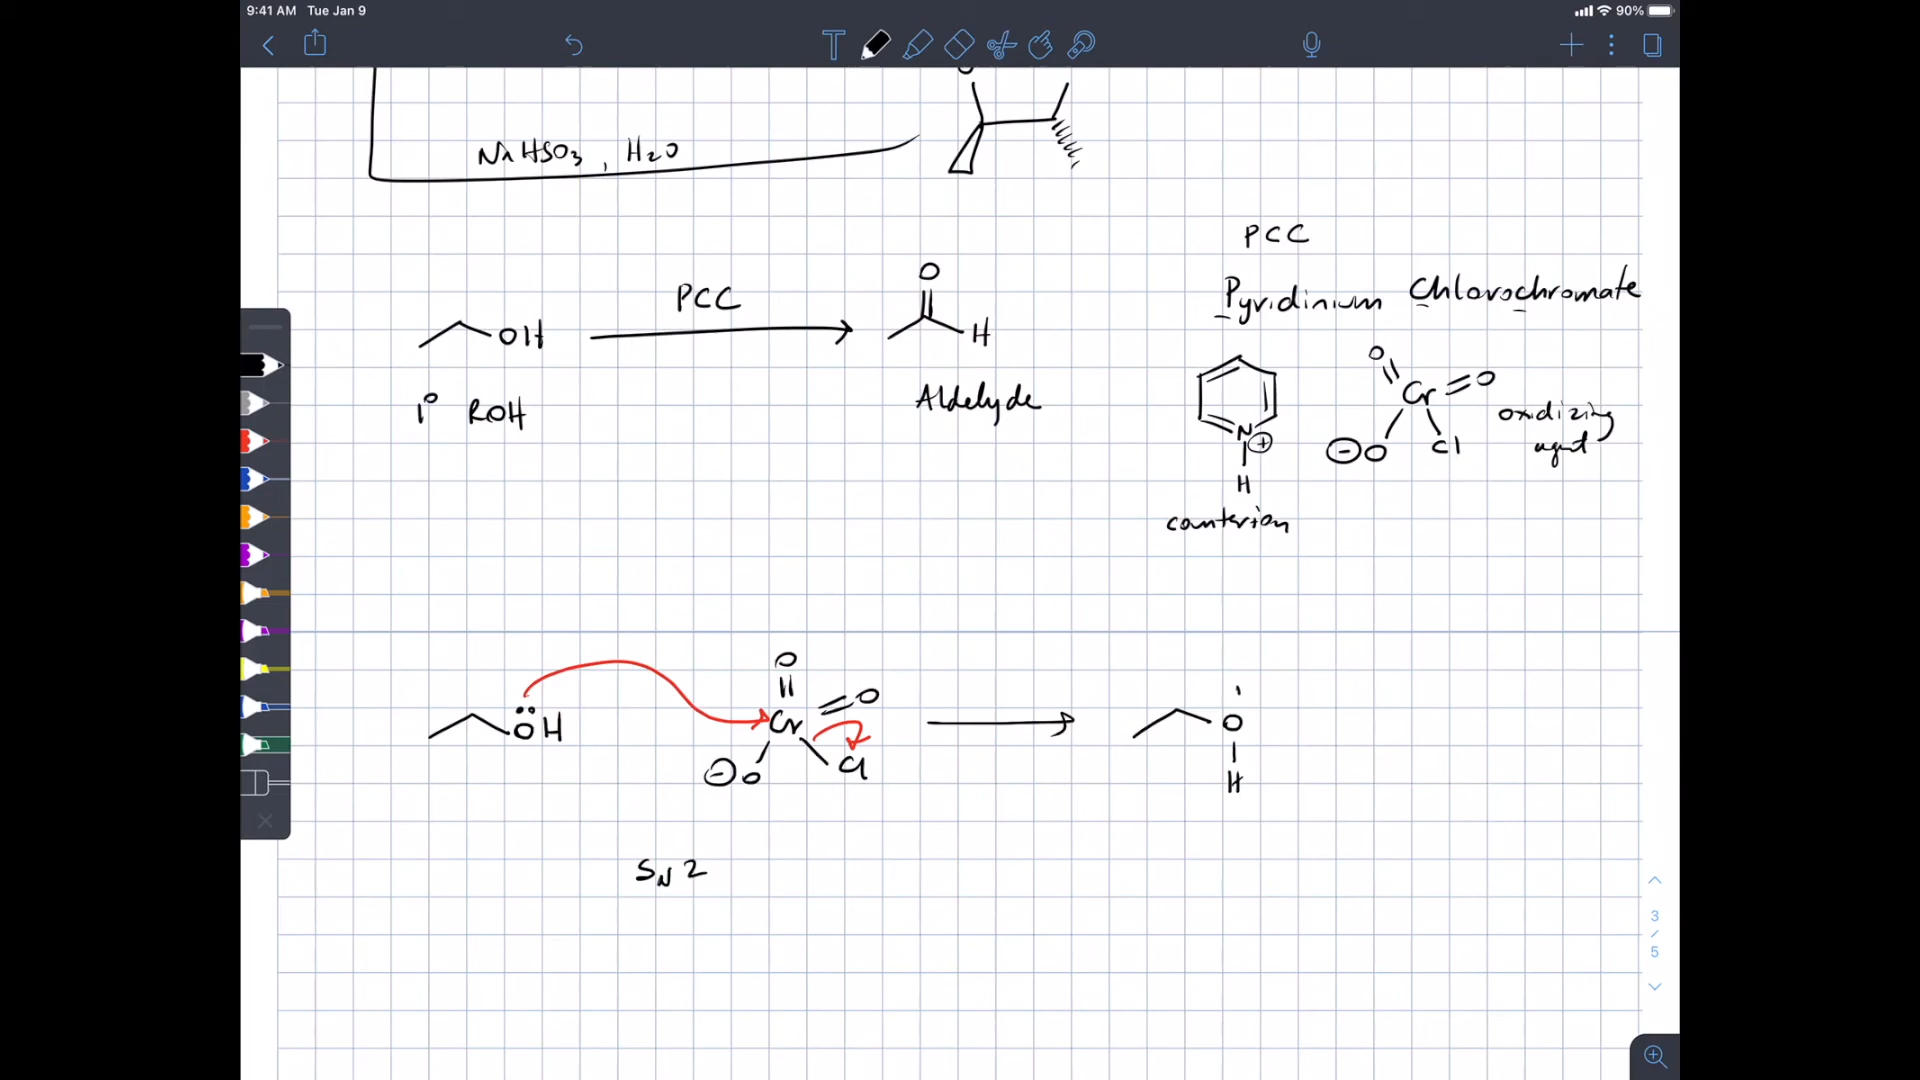 9:41 AM Tue Jan 9
90%
T
NaHSO3, H2O
PCC
Pyridinium Chlorochromate
O
PCC
OH
H
1° ROH
Aldelyde
O
Cr
O
⊖O
Cl
N
⊕
H
oxidizing
agent
counterion
O
O
ÖH
Cr
⊖O
Cl
O
H
SN2
3
/
5